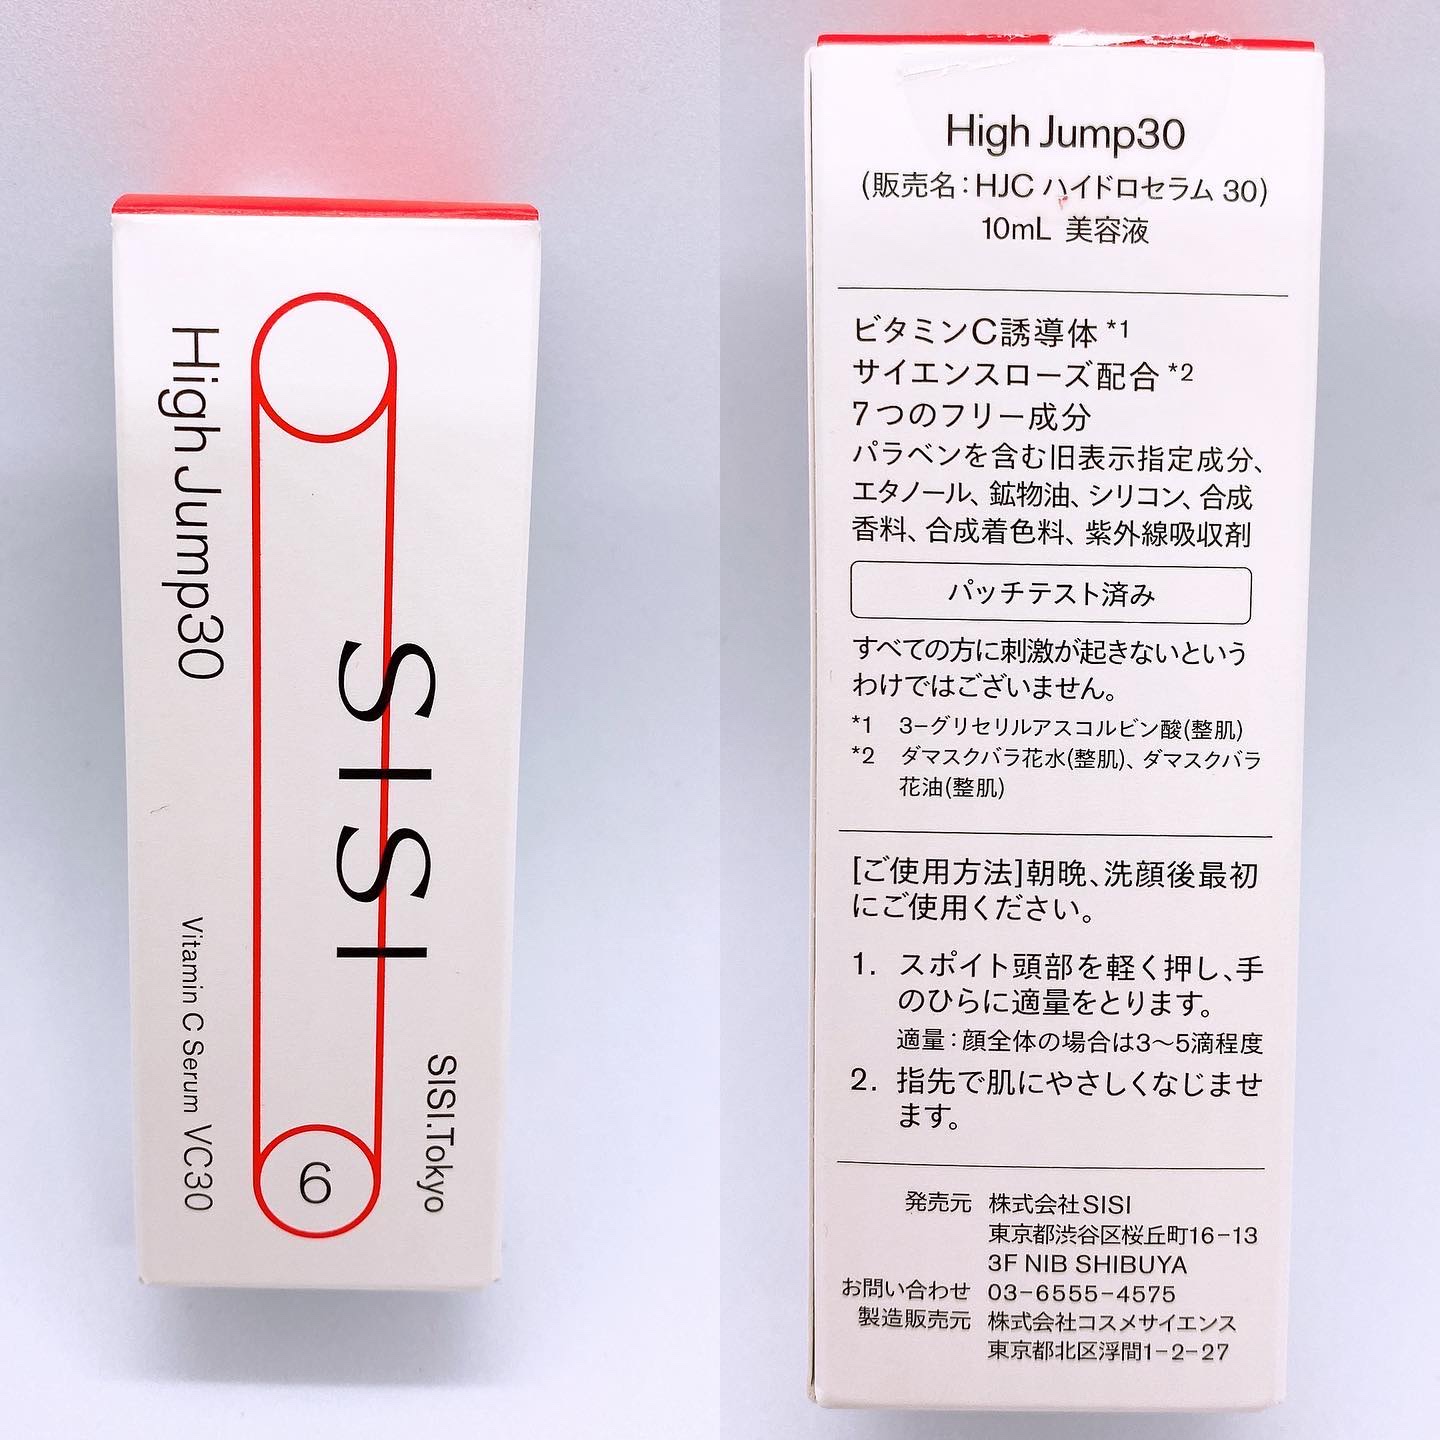 High Jump30
SISI
Vitamin C Serum VC30
SISI.Tokyo
6
High Jump30
(販売名:HJC ハイドロセラム 30)
10mL 美容液
ビタミンC誘導体 *1
サイエンスローズ配合 *2
7つのフリー成分
パラベンを含む旧表示指定成分、
エタノール、鉱物油、シリコン、合成
香料、合成着色料、紫外線吸収剤
パッチテスト済み
すべての方に刺激が起きないという
わけではございません。
*1 3-グリセリルアスコルビン酸(整肌)
*2 ダマスクバラ花水(整肌)、ダマスクバラ
花油(整肌)
[ご使用方法]朝晩、洗顔後最初
にご使用ください。
1. スポイト頭部を軽く押し、手
のひらに適量をとります。
適量:顔全体の場合は3〜5滴程度
2. 指先で肌にやさしくなじませ
ます。
発売元 株式会社SISI
東京都渋谷区桜丘町16-13
3F NIB SHIBUYA
お問い合わせ 03-6555-4575
製造販売元 株式会社コスメサイエンス
東京都北区浮間1-2-27